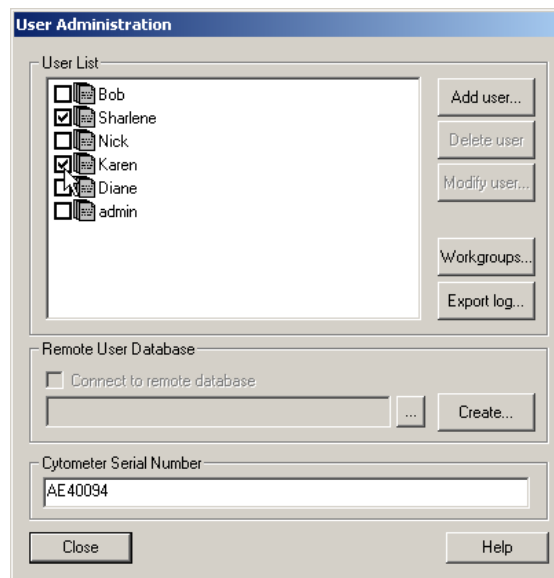 User Administration
User List
Bob
Sharlene
Nick
Karen
Diane
admin
Add user...
Delete user
Modify user...
Workgroups...
Export log...
Remote User Database
Connect to remote database
...
Create...
Cytometer Serial Number
AE40094
Close
Help